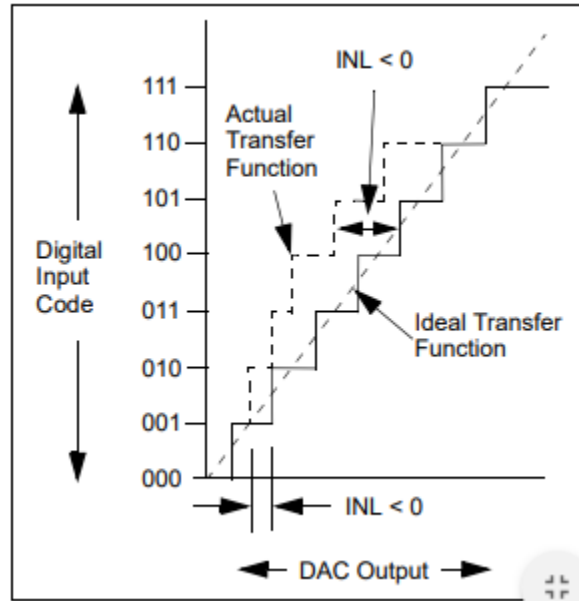 INL < 0
111
Actual
Transfer
Function
110
101
100
Digital
Input
Code
011
Ideal Transfer
Function
010
001
000
INL < 0
DAC Output